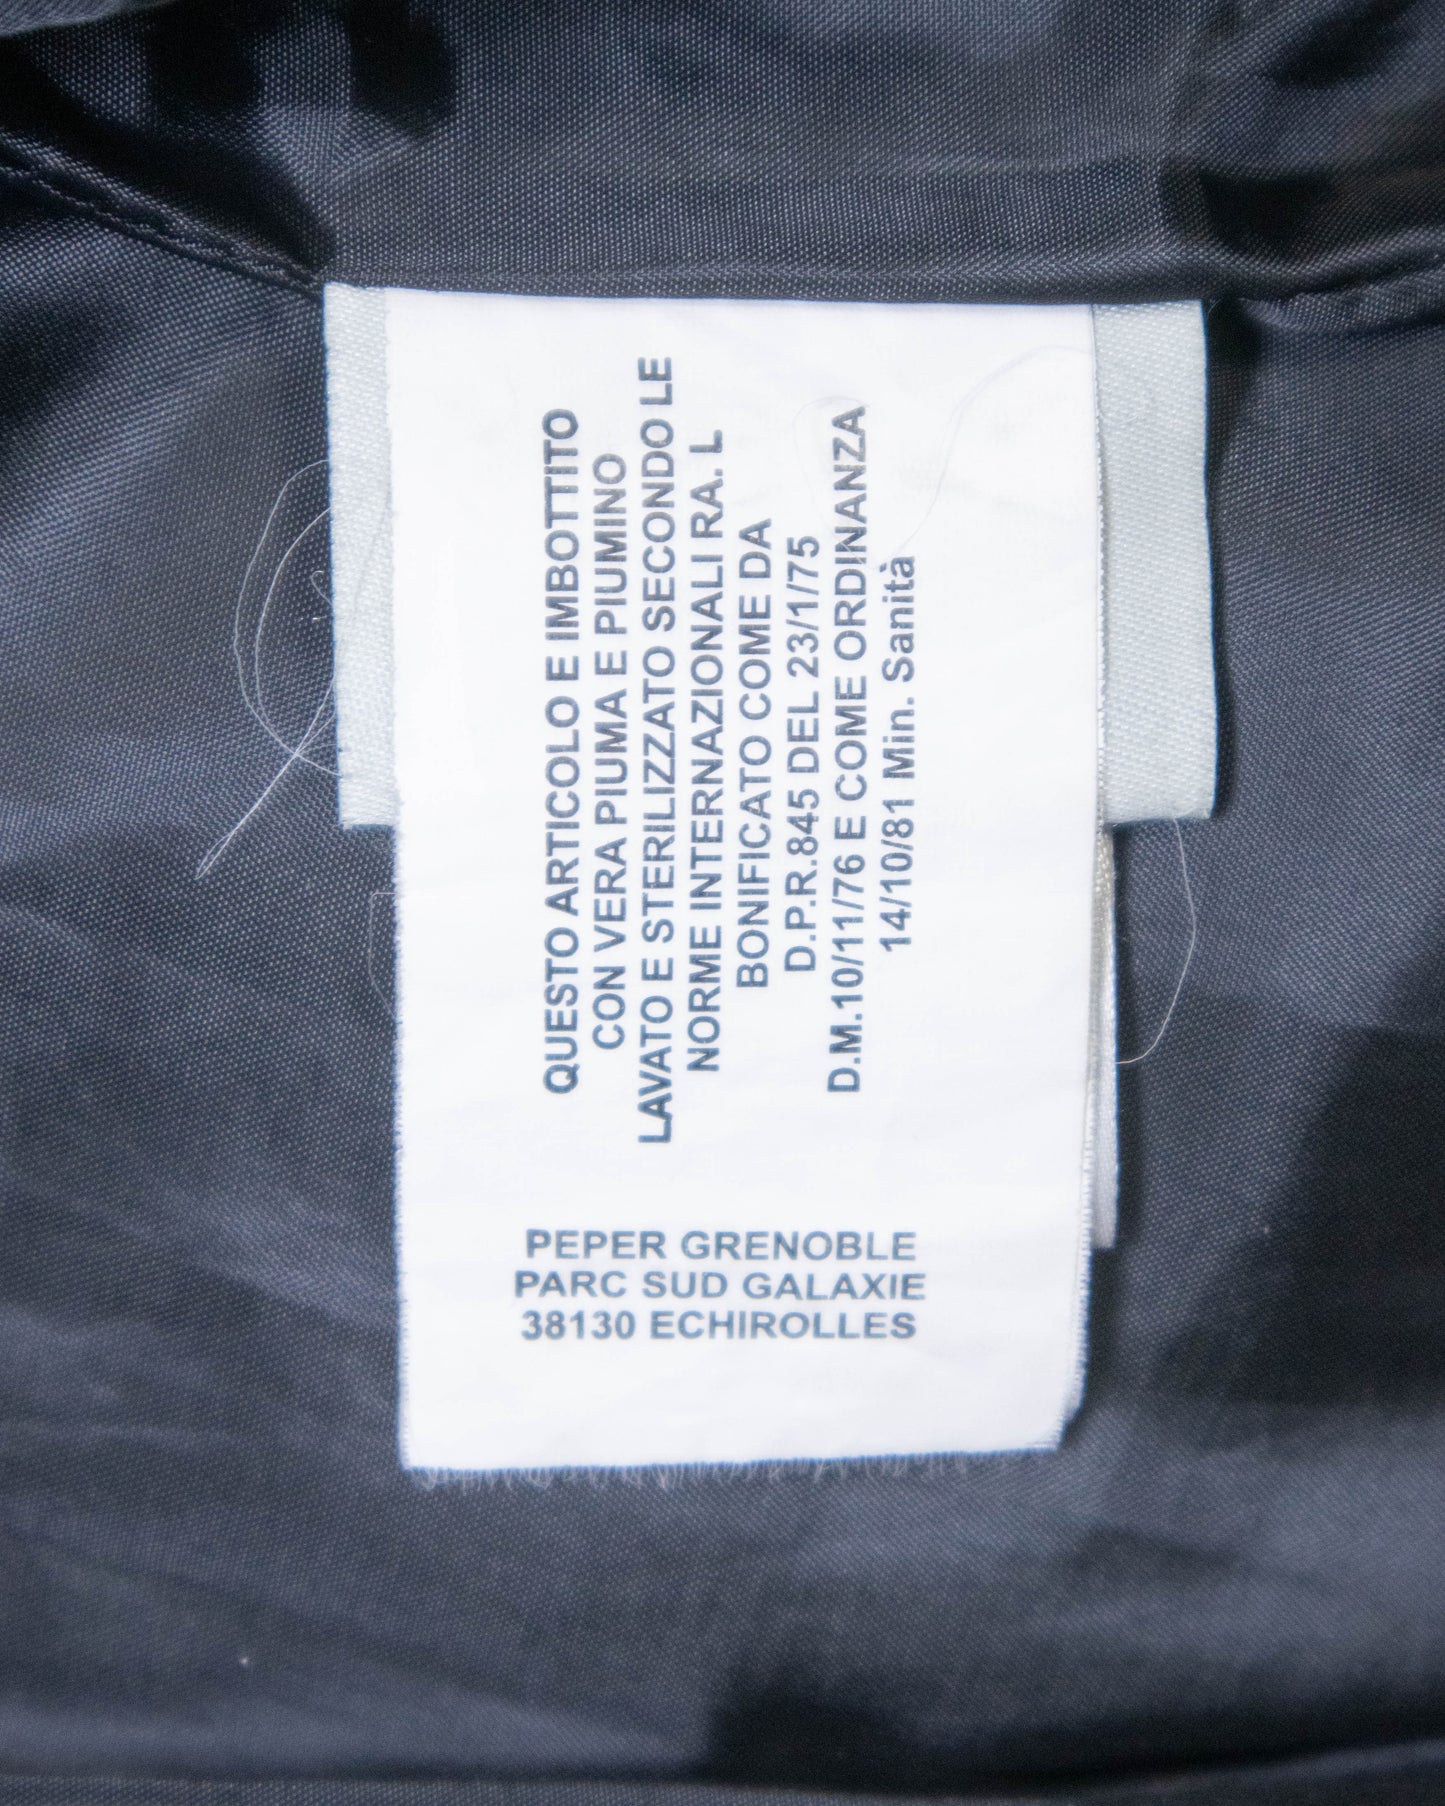 QUESTO ARTICOLO E IMBOTTITO
CON VERA PIUMA E PIUMINO
LAVATO E STERILIZZATO SECONDO LE
NORME INTERNAZIONALI RA. L
BONIFICATO COME DA
D.P.R.845 DEL 23/1/75
D.M.10/11/76 E COME ORDINANZA
14/10/81 Min. Sanità
PEPER GRENOBLE
PARC SUD GALAXIE
38130 ECHIROLLES